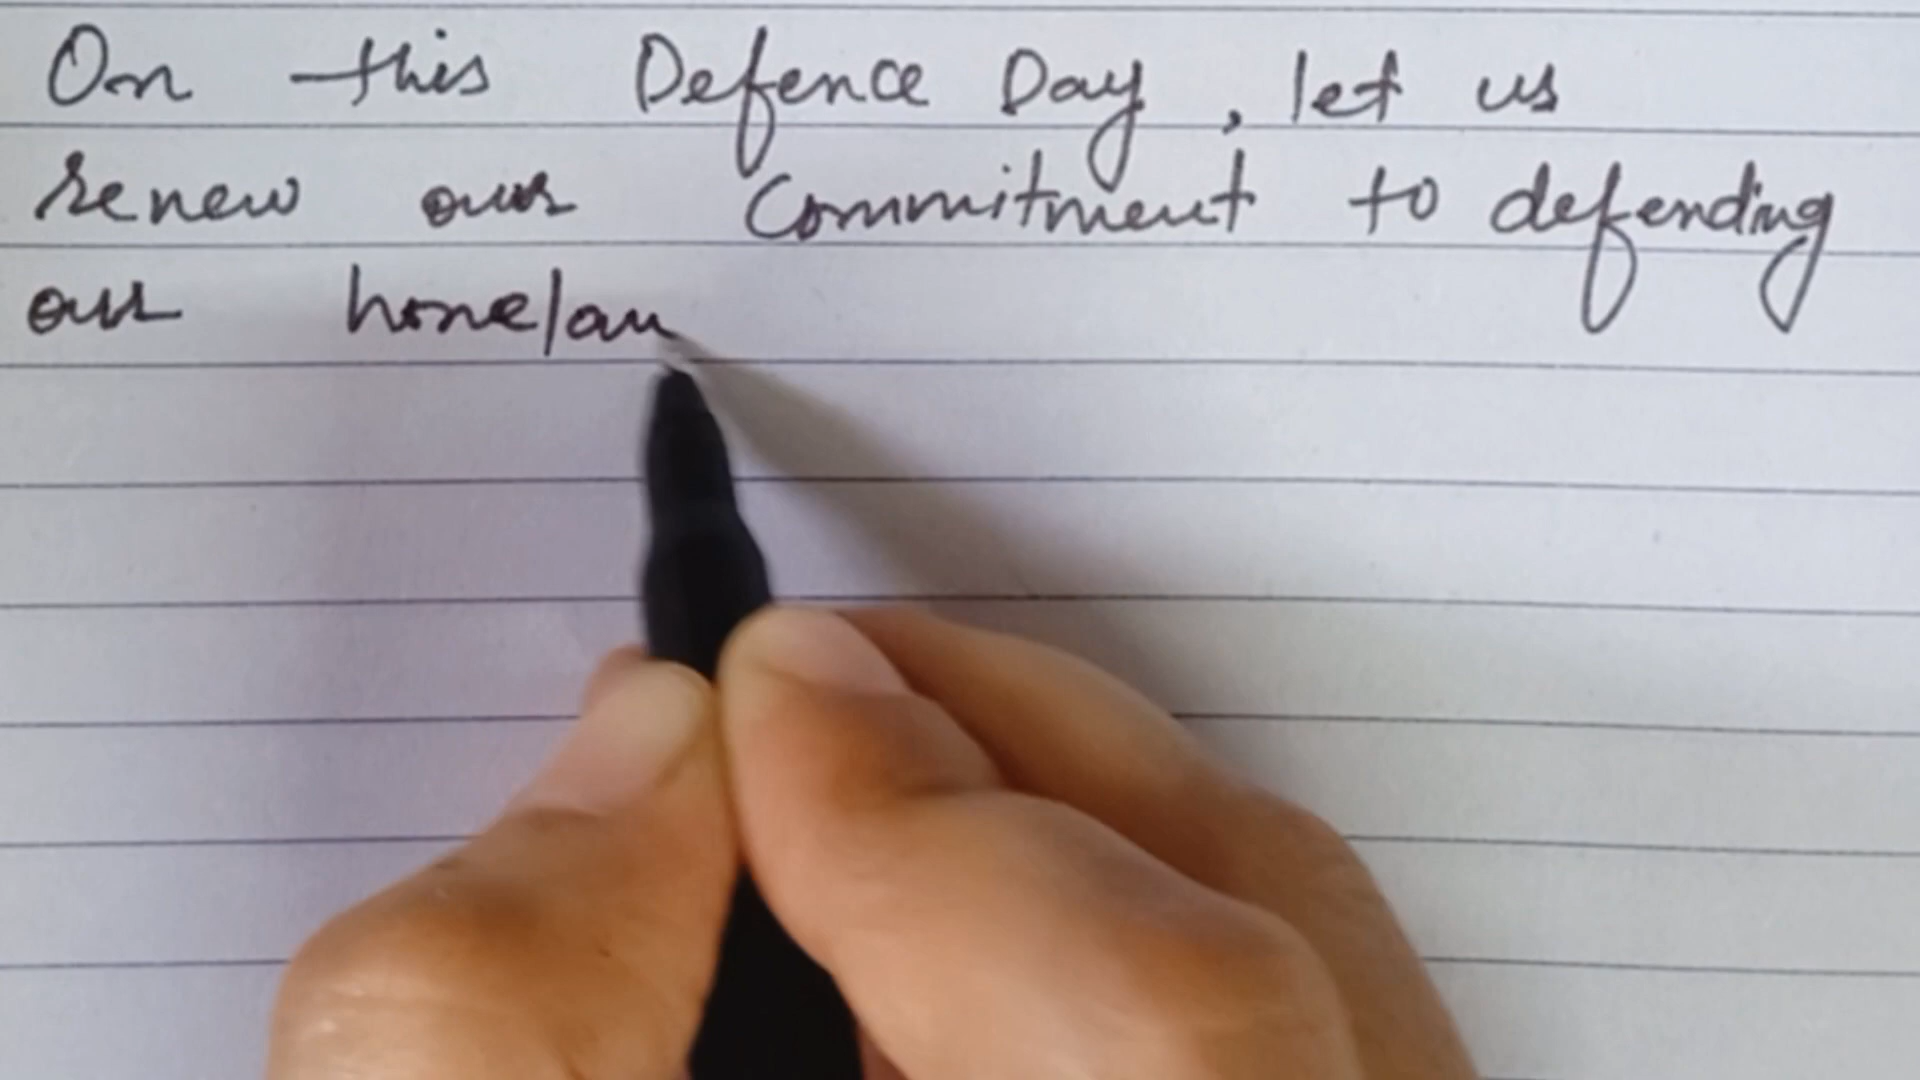 On this Defence Day, let us
renew our Commitment to defending
our homelan